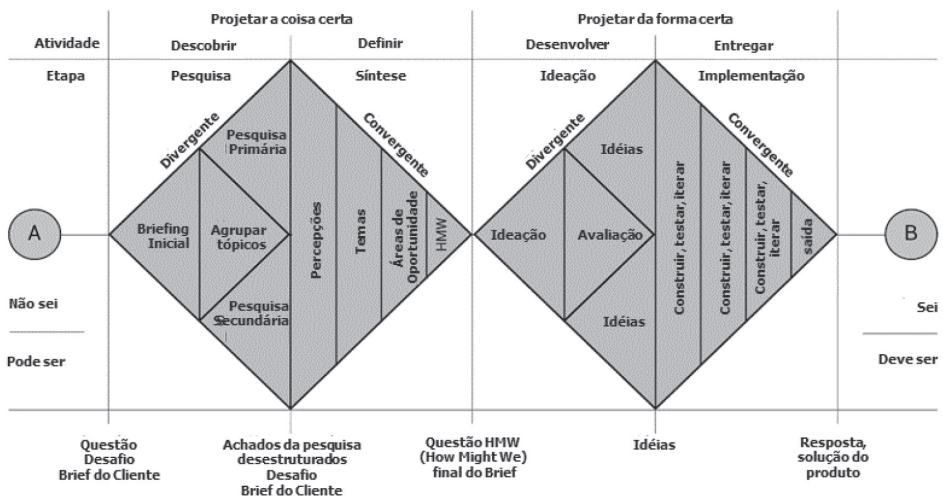 Projetar a coisa certa
Projetar da forma certa
Atividade
Descobrir
Definir
Desenvolver
Entregar
Etapa
Pesquisa
Síntese
Ideação
Implementação
Divergente
Convergente
Divergente
Convergente
Pesquisa
Primária
Idéias
A
Briefing
Inicial
Agrupar
tópicos
Percepções
Temas
Áreas de
Oportunidade
HMW
Ideação
Avaliação
Construir, testar, iterar
Construir, testar, iterar
Construir, testar,
iterar
saída
B
Pesquisa
Secundária
Idéias
Não sei
Pode ser
Sei
Deve ser
Questão
Desafio
Brief do Cliente
Achados da pesquisa
desestruturados
Desafio
Brief do Cliente
Questão HMW
(How Might We)
final do Brief
Idéias
Resposta,
solução do
produto